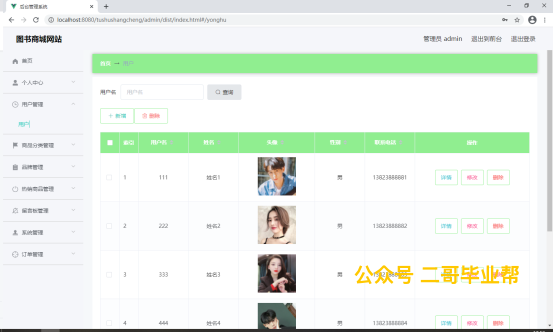 后台管理系统
localhost:8080/tushushangcheng/admin/dist/index.html#/yonghu
图书商城网站
管理员 admin 退出到前台 退出登录
首页
首页 用户
个人中心
用户名 用户名 查询
用户管理
+ 新增 删除
用户
索引 用户名 姓名 头像 性别 联系电话 操作
商品分类管理
品牌管理
1 111 姓名1 男 13823888881 详情 修改 删除
热销商品管理
留言板管理
2 222 姓名2 男 13823888882 详情 修改 删除
系统管理
订单管理
3 333 姓名3 男 13823888883 详情 修改 删除
公众号 二哥毕业帮
4 444 姓名4 男 13823888884 详情 修改 删除